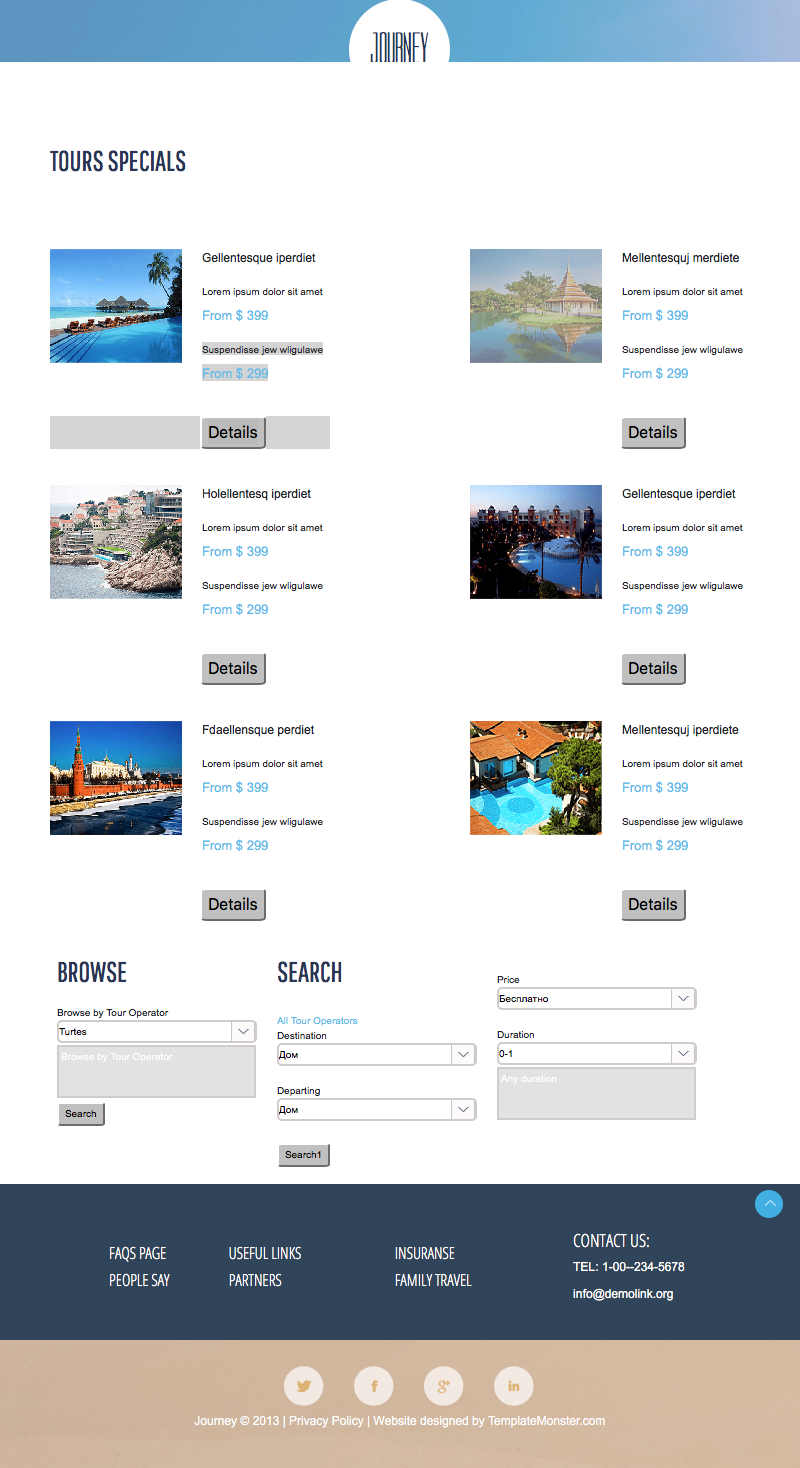 JOURNEY
TOURS SPECIALS
Gellentesque iperdiet
Lorem ipsum dolor sit amet
From $ 399
Suspendisse jew wligulawe
From $ 299
Details
Mellentesquj merdiete
Lorem ipsum dolor sit amet
From $ 399
Suspendisse jew wligulawe
From $ 299
Details
Holellentesq iperdiet
Lorem ipsum dolor sit amet
From $ 399
Suspendisse jew wligulawe
From $ 299
Details
Gellentesque iperdiet
Lorem ipsum dolor sit amet
From $ 399
Suspendisse jew wligulawe
From $ 299
Details
Fdaellensque perdiet
Lorem ipsum dolor sit amet
From $ 399
Suspendisse jew wligulawe
From $ 299
Details
Mellentesquj iperdiete
Lorem ipsum dolor sit amet
From $ 399
Suspendisse jew wligulawe
From $ 299
Details
BROWSE
Browse by Tour Operator
Turtes
Browse by Tour Operator
Search
SEARCH
All Tour Operators
Destination
Дом
Departing
Дом
Search1
Price
Бесплатно
Duration
0-1
Any duration
FAQS PAGE
PEOPLE SAY
USEFUL LINKS
PARTNERS
INSURANSE
FAMILY TRAVEL
CONTACT US:
TEL: 1-00--234-5678
info@demolink.org
Journey © 2013 | Privacy Policy | Website designed by TemplateMonster.com